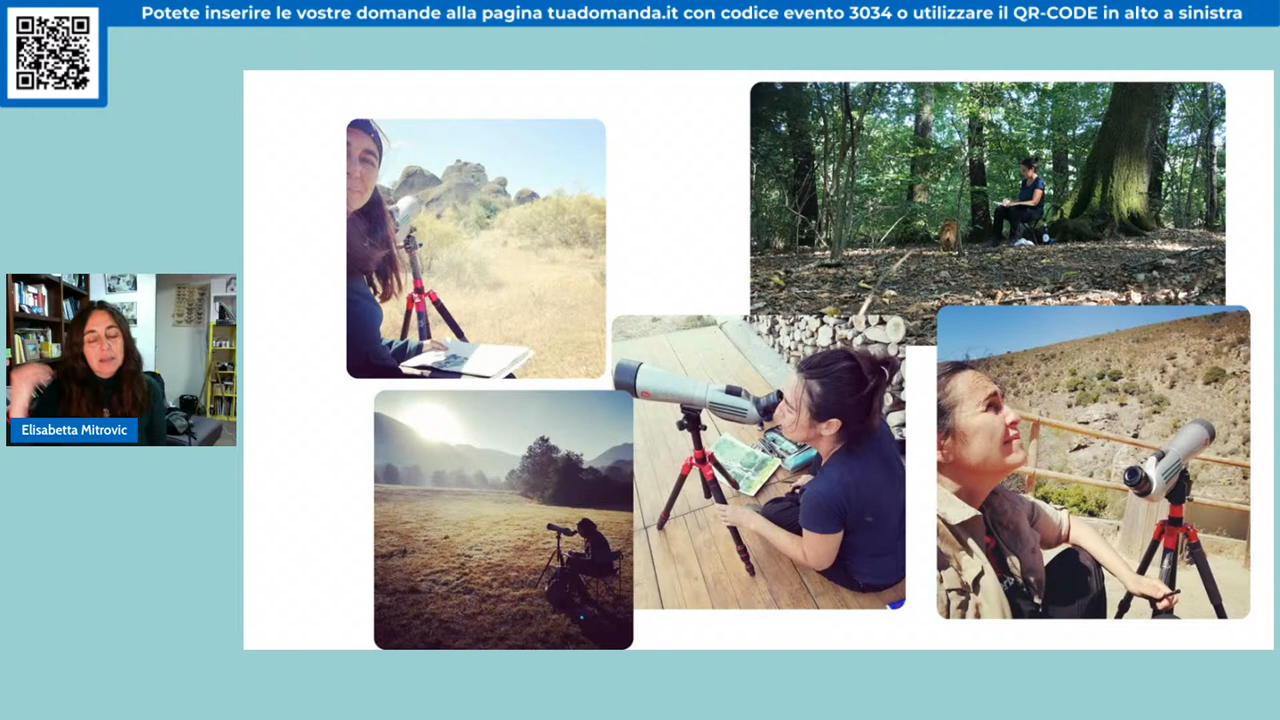 Potete inserire le vostre domande alla pagina tuadomanda.it con codice evento 3034 o utilizzare il QR-CODE in alto a sinistra
Elisabetta Mitrovic